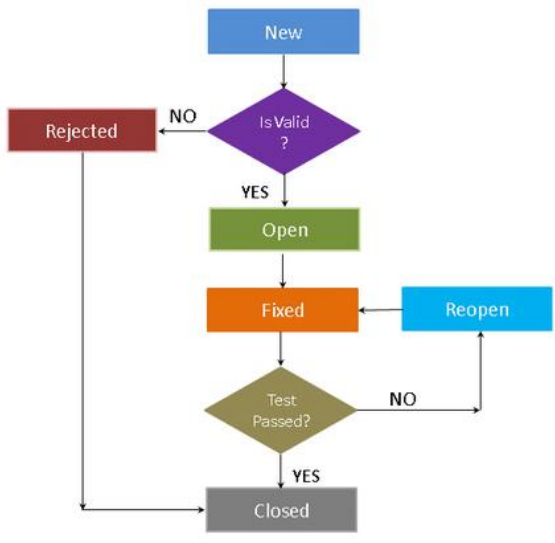 New
NO
Is Valid
?
Rejected
YES
Open
Fixed
Reopen
Test
Passed?
NO
YES
Closed